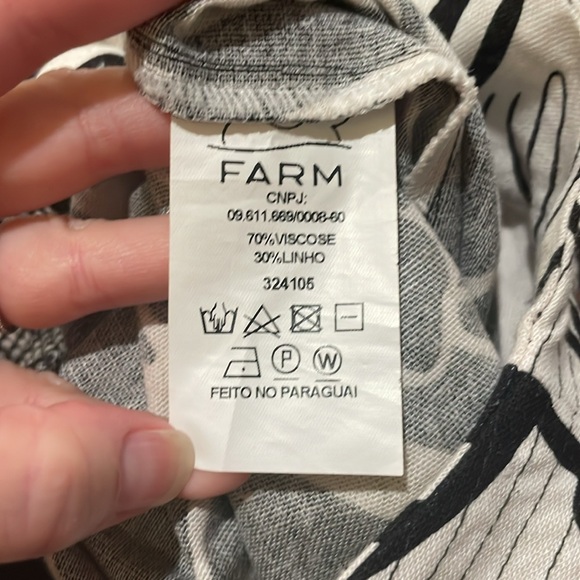 FARM
CNPJ:
09.611.669/0008-60
70%VISCOSE
30%LINHO
324105
P W
FEITO NO PARAGUAI